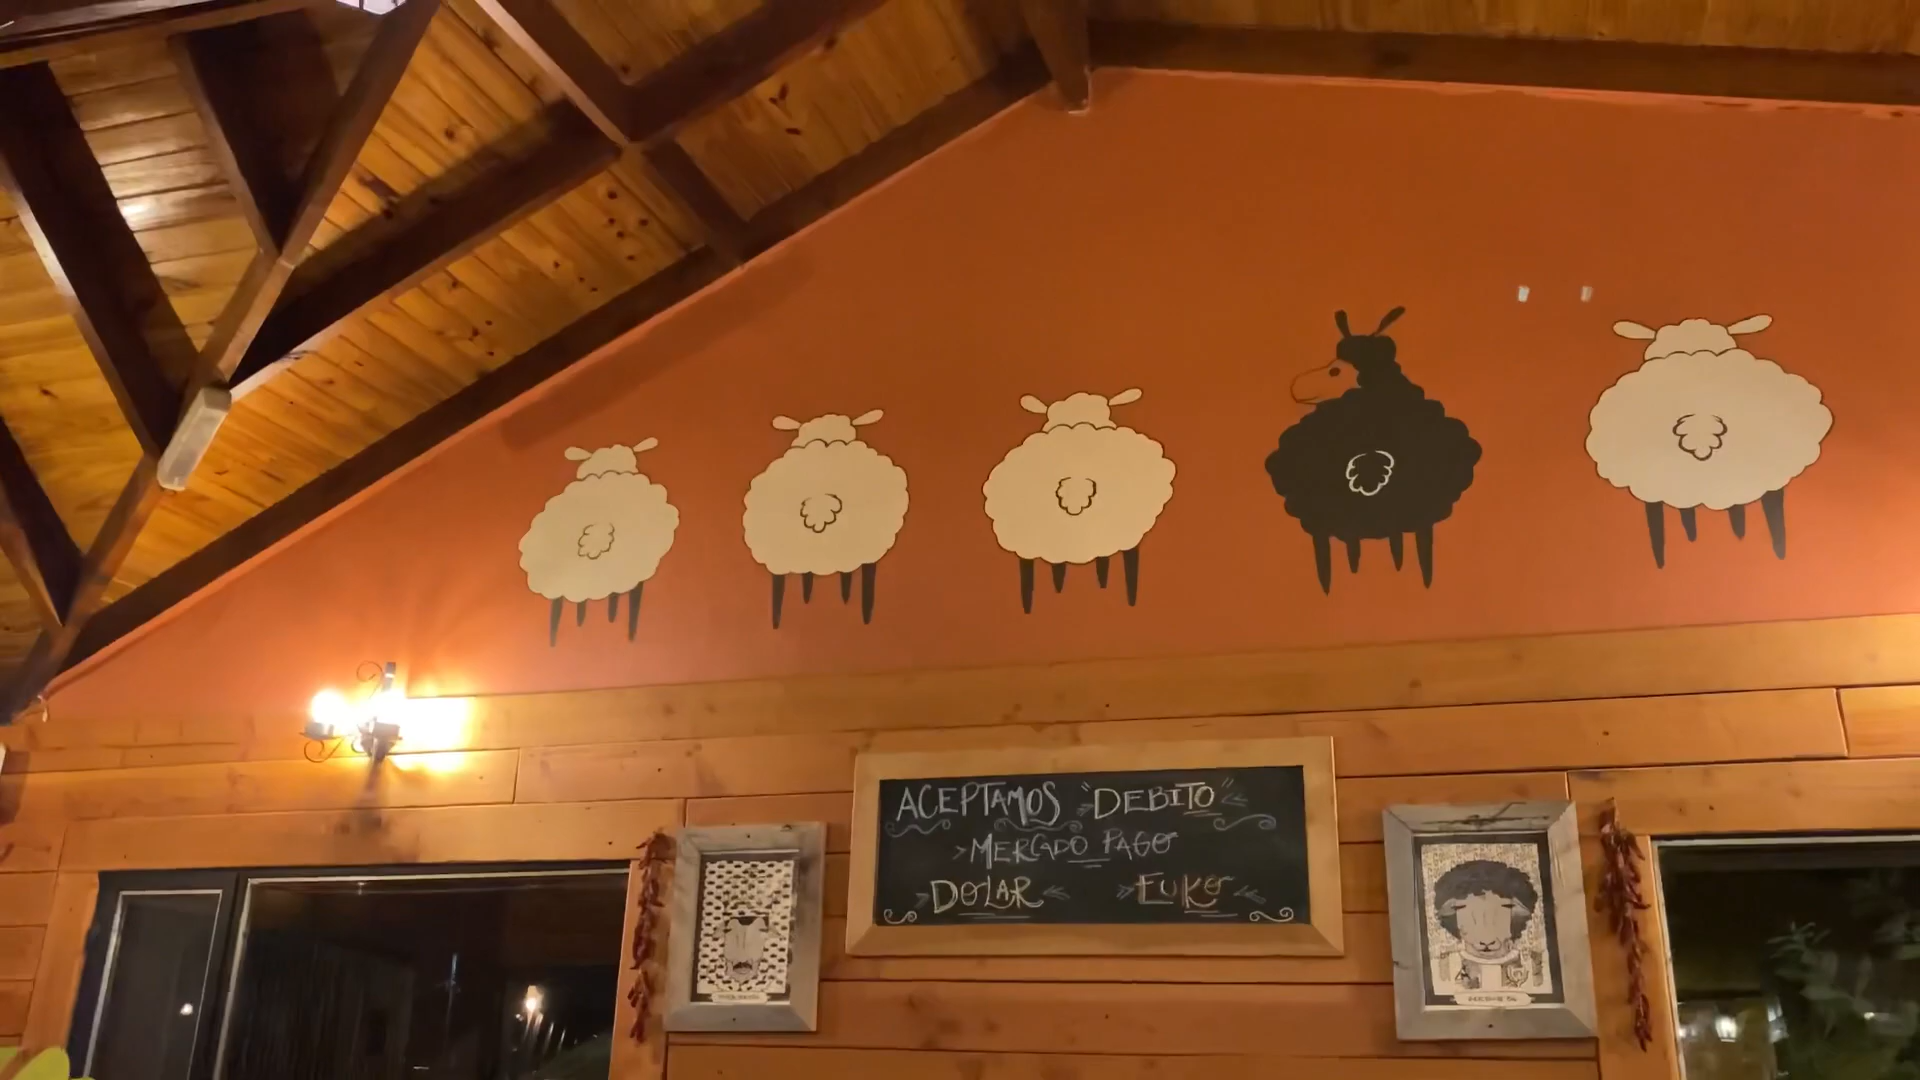 ACEPTAMOS "DEBITO"
>MERCADO PAGO
>DOLAR< >EURO<